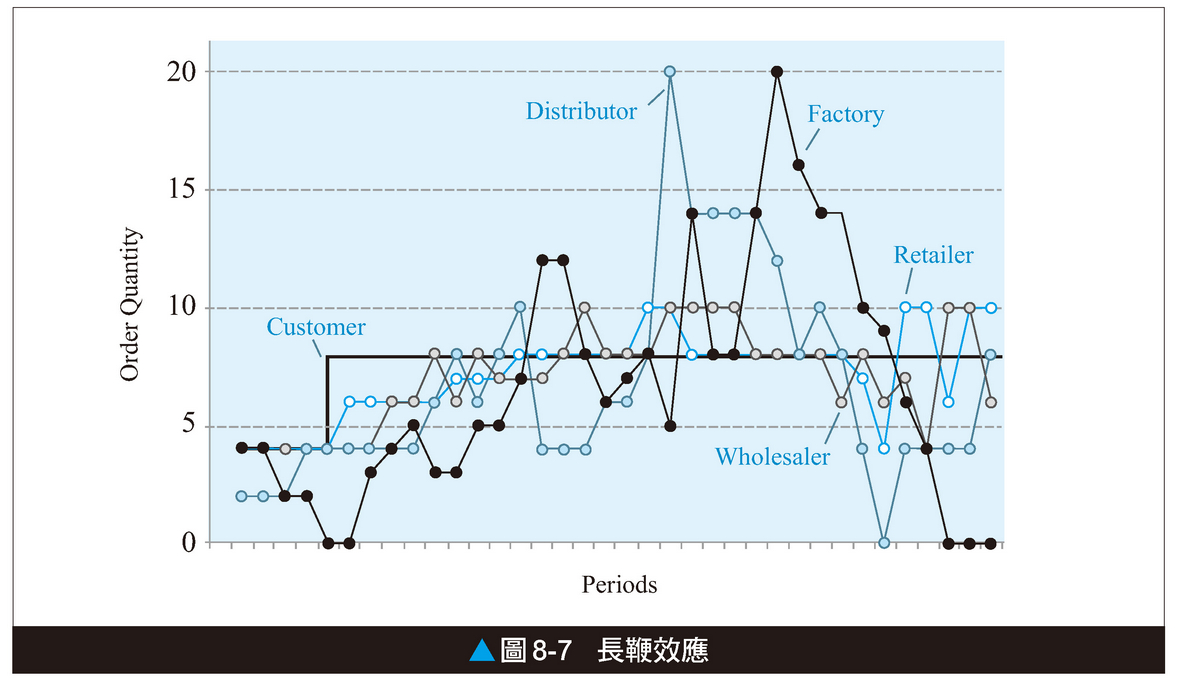 20
15
10
5
0
Order Quantity
Distributor
Factory
Retailer
Customer
Wholesaler
Periods
▲圖 8-7 長鞭效應